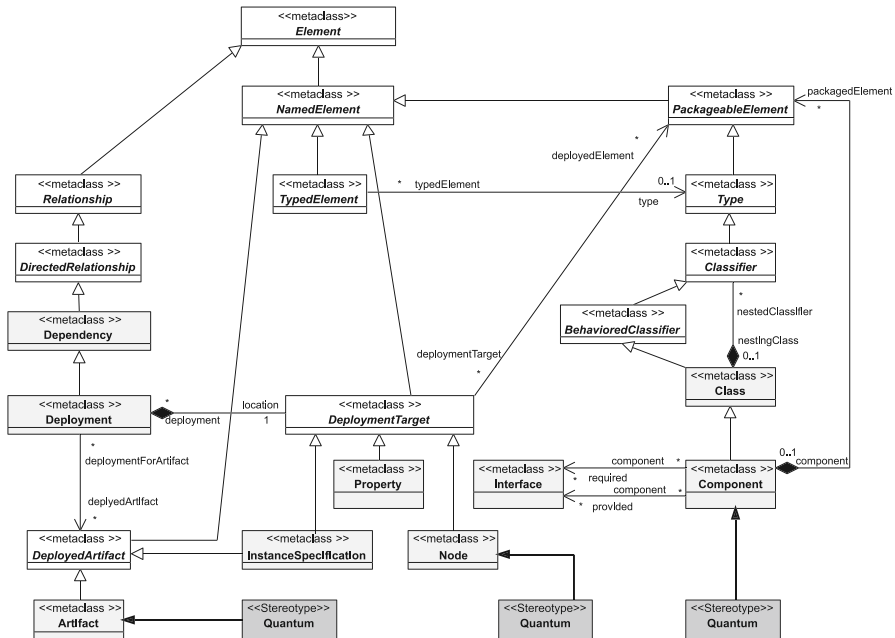 <<metaclass>>
Element
<<metaclass >>
NamedElement
<<metaclass >>
PackageableElement
packagedElement
*
*
deployedElement
<<metaclass >>
Relationship
<<metaclass >>
TypedElement
* typedElement
0..1
type
<<metaclass >>
Type
<<metaclass >>
DirectedRelationship
<<metaclass >>
Classifier
*
nestedClassIfIer
<<metaclass >>
BehavioredClassifier
nestIngClass
0..1
<<metaclass >>
Dependency
deploymentTarget
*
<<metaclass >>
Class
<<metaclass >>
Deployment
*
deployment
location
1
<<metaclass >>
DeploymentTarget
*
deploymentForArtIfact
deplyedArtIfact
*
<<metaclass >>
Property
<<metaclass >>
Interface
component *
* required
component *
* provIded
<<metaclass >>
Component
0..1
component
<<metaclass >>
DeployedArtIfact
<<metaclass >>
InstanceSpecIfIcatIon
<<metaclass >>
Node
<<metaclass >>
ArtIfact
<<Stereotype>>
Quantum
<<Stereotype>>
Quantum
<<Stereotype>>
Quantum